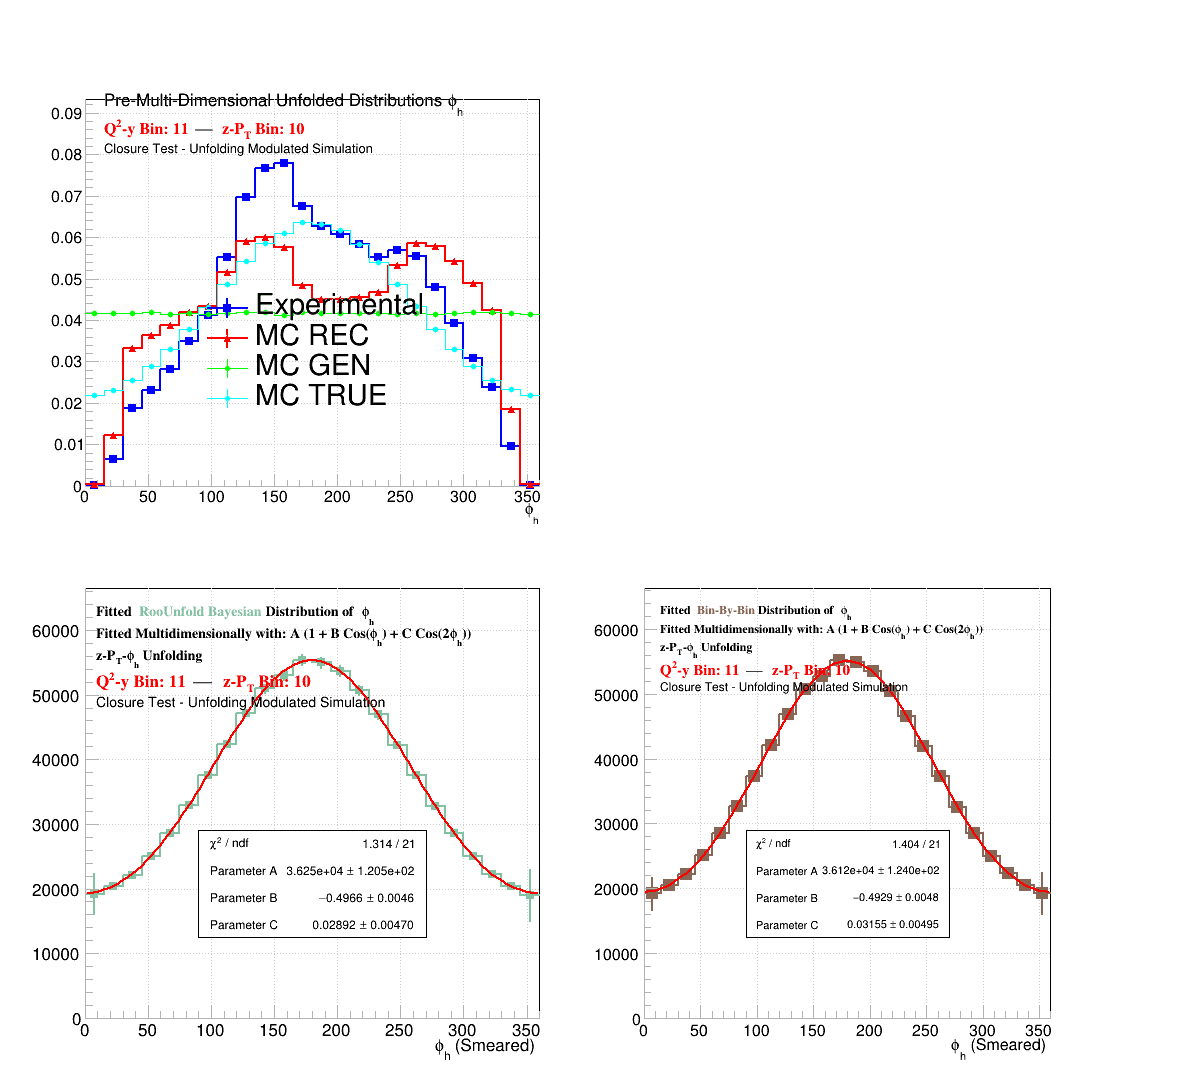 Pre-Multi-Dimensional Unfolded Distributions ϕh
Q2-y Bin: 11 — z-PT Bin: 10
Closure Test - Unfolding Modulated Simulation
0.09
0.08
0.07
0.06
0.05
0.04
0.03
0.02
0.01
0
Experimental
MC REC
MC GEN
MC TRUE
0 50 100 150 200 250 300 350
ϕh
Fitted RooUnfold Bayesian Distribution of ϕh
Fitted Multidimensionally with: A (1 + B Cos(ϕh) + C Cos(2ϕh))
z-PT-ϕh Unfolding
Q2-y Bin: 11 — z-PT Bin: 10
Closure Test - Unfolding Modulated Simulation
60000
50000
40000
30000
20000
10000
0
χ2 / ndf 1.314 / 21
Parameter A 3.625e+04 ± 1.205e+02
Parameter B −0.4966 ± 0.0046
Parameter C 0.02892 ± 0.00470
0 50 100 150 200 250 300 350
ϕh (Smeared)
Fitted Bin-By-Bin Distribution of ϕh
Fitted Multidimensionally with: A (1 + B Cos(ϕh) + C Cos(2ϕh))
z-PT-ϕh Unfolding
Q2-y Bin: 11 — z-PT Bin: 10
Closure Test - Unfolding Modulated Simulation
60000
50000
40000
30000
20000
10000
0
χ2 / ndf 1.404 / 21
Parameter A 3.612e+04 ± 1.240e+02
Parameter B −0.4929 ± 0.0048
Parameter C 0.03155 ± 0.00495
0 50 100 150 200 250 300 350
ϕh (Smeared)